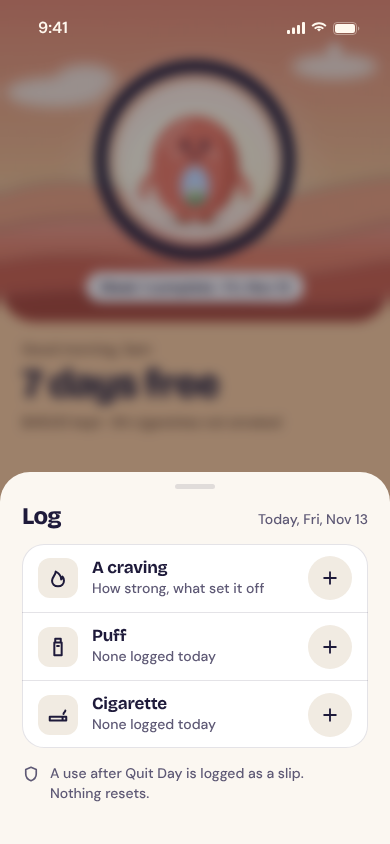 9:41
7 days free
Log
Today, Fri, Nov 13
A craving
How strong, what set it off
Puff
None logged today
Cigarette
None logged today
A use after Quit Day is logged as a slip.
Nothing resets.